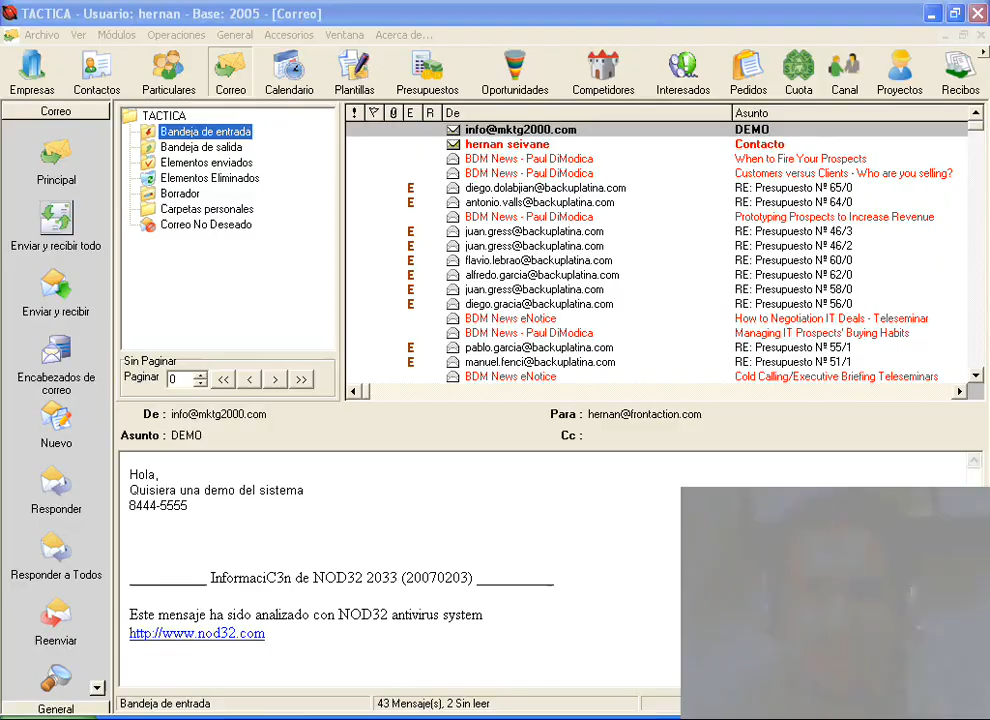 TACTICA - Usuario: hernan - Base: 2005 - [Correo]
Archivo Ver Módulos Operaciones General Accesorios Ventana Acerca de...
Empresas Contactos Particulares Correo Calendario Plantillas Presupuestos Oportunidades Competidores Interesados Pedidos Cuota Canal Proyectos Recibos
Correo
Principal
Enviar y recibir todo
Enviar y recibir
Encabezados de
correo
Nuevo
Responder
Responder a Todos
Reenviar
General
TACTICA
Bandeja de entrada
Bandeja de salida
Elementos enviados
Elementos Eliminados
Borrador
Carpetas personales
Correo No Deseado
Sin Paginar
Paginar 0 << < > >>
! E R De Asunto
info@mktg2000.com DEMO
hernan seivane Contacto
BDM News - Paul DiModica When to Fire Your Prospects
BDM News - Paul DiModica Customers versus Clients - Who are you selling?
E diego.dolabjian@backuplatina.com RE: Presupuesto Nº 65/0
E antonio.valls@backuplatina.com RE: Presupuesto Nº 64/0
BDM News - Paul DiModica Prototyping Prospects to Increase Revenue
E juan.gress@backuplatina.com RE: Presupuesto Nº 46/3
E juan.gress@backuplatina.com RE: Presupuesto Nº 46/2
E flavio.lebrao@backuplatina.com RE: Presupuesto Nº 60/0
E alfredo.garcia@backuplatina.com RE: Presupuesto Nº 62/0
E juan.gress@backuplatina.com RE: Presupuesto Nº 58/0
E diego.gracia@backuplatina.com RE: Presupuesto Nº 56/0
BDM News eNotice How to Negotiation IT Deals - Teleseminar
BDM News - Paul DiModica Managing IT Prospects' Buying Habits
E pablo.garcia@backuplatina.com RE: Presupuesto Nº 55/1
E manuel.fenci@backuplatina.com RE: Presupuesto Nº 51/1
BDM News eNotice Cold Calling/Executive Briefing Teleseminars
De : info@mktg2000.com Para : hernan@frontaction.com
Asunto : DEMO Cc :
Hola,
Quisiera una demo del sistema
8444-5555
__________ InformaciC3n de NOD32 2033 (20070203) __________
Este mensaje ha sido analizado con NOD32 antivirus system
http://www.nod32.com
Bandeja de entrada 43 Mensaje(s), 2 Sin leer